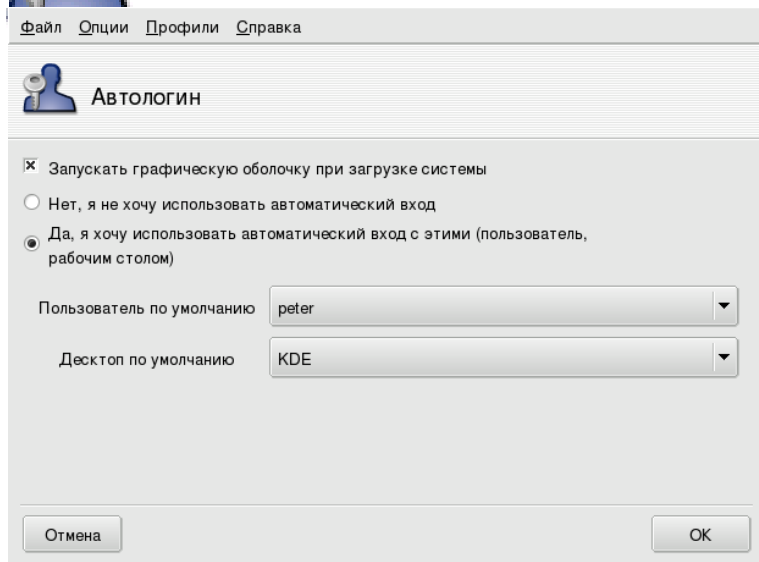 Файл Опции Профили Справка
Автологин
Запускать графическую оболочку при загрузке системы
Нет, я не хочу использовать автоматический вход
Да, я хочу использовать автоматический вход с этими (пользователь,
рабочим столом)
Пользователь по умолчанию peter
Десктоп по умолчанию KDE
Отмена OK